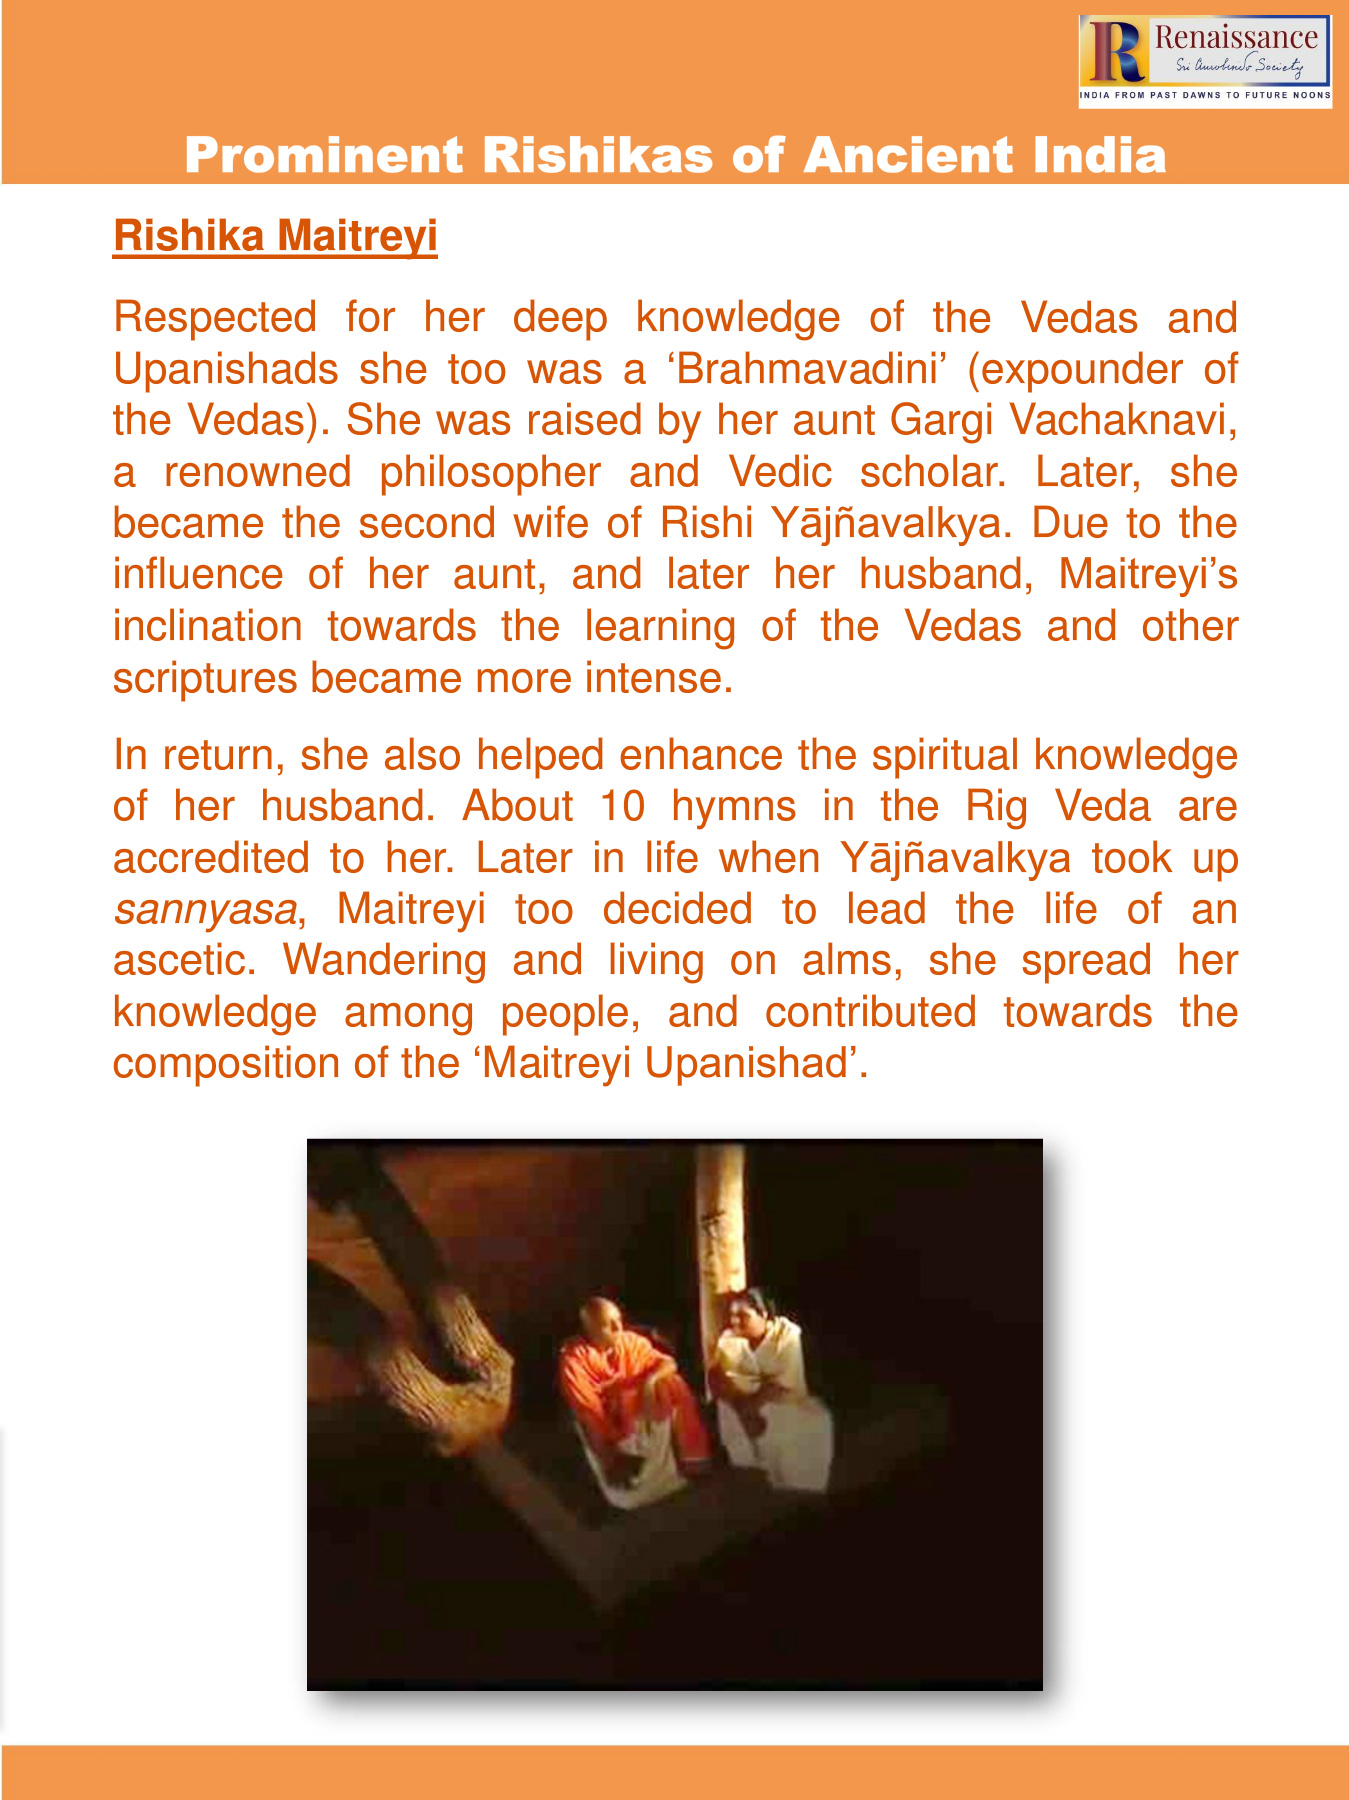 Renaissance
Sri Aurobindo Society
INDIA FROM PAST DAWNS TO FUTURE NOONS
Prominent Rishikas of Ancient India
Rishika Maitreyi
Respected for her deep knowledge of the Vedas and
Upanishads she too was a ‘Brahmavadini’ (expounder of
the Vedas). She was raised by her aunt Gargi Vachaknavi,
a renowned philosopher and Vedic scholar. Later, she
became the second wife of Rishi Yājñavalkya. Due to the
influence of her aunt, and later her husband, Maitreyi’s
inclination towards the learning of the Vedas and other
scriptures became more intense.
In return, she also helped enhance the spiritual knowledge
of her husband. About 10 hymns in the Rig Veda are
accredited to her. Later in life when Yājñavalkya took up
sannyasa, Maitreyi too decided to lead the life of an
ascetic. Wandering and living on alms, she spread her
knowledge among people, and contributed towards the
composition of the ‘Maitreyi Upanishad’.